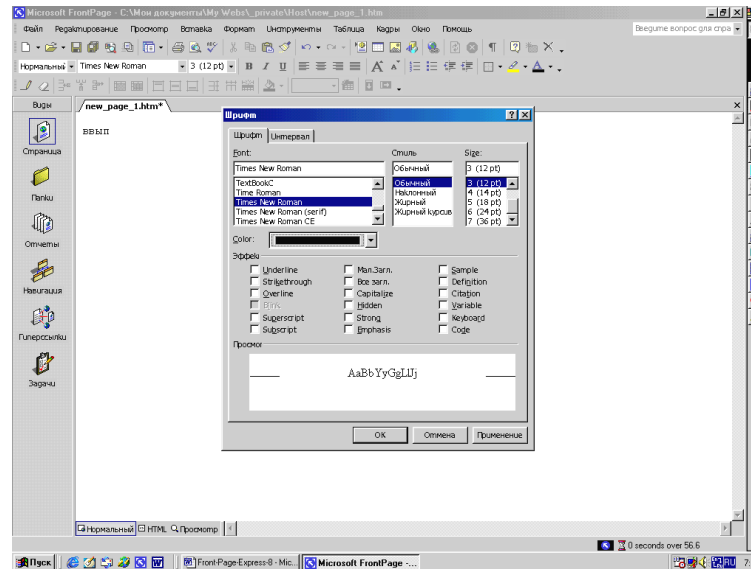 Microsoft FrontPage - C:\Мои документы\My Webs\_private\Host\new_page_1.htm
Файл Редактирование Просмотр Вставка Формат Инструменты Таблица Кадры Окно Помощь Введите вопрос для спра
Нормальный Times New Roman 3 (12 pt)
Виды new_page_1.htm*
ввып
Страница
Папки
Отчеты
Навигация
Гиперссылки
Задачи
Шрифт
Шрифт Интервал
Font: Стиль Size:
Times New Roman Обычный 3 (12 pt)
TextBookC Обычный 3 (12 pt)
Time Roman Наклонный 4 (14 pt)
Times New Roman Жирный 5 (18 pt)
Times New Roman (serif) Жирный курсив 6 (24 pt)
Times New Roman CE 7 (36 pt)
Color:
Эффекы
Underline Мал.Загл. Sample
Strikethrough Все загл. Definition
Overline Capitalize Citation
Blink Hidden Variable
Superscript Strong Keyboard
Subscript Emphasis Code
Просмот
AaBbYyGgLlJj
OK Отмена Применение
Нормальный HTML Просмотр
0 seconds over 56.6
Пуск Front-Page-Express-8 - Mic... Microsoft FrontPage -... RU